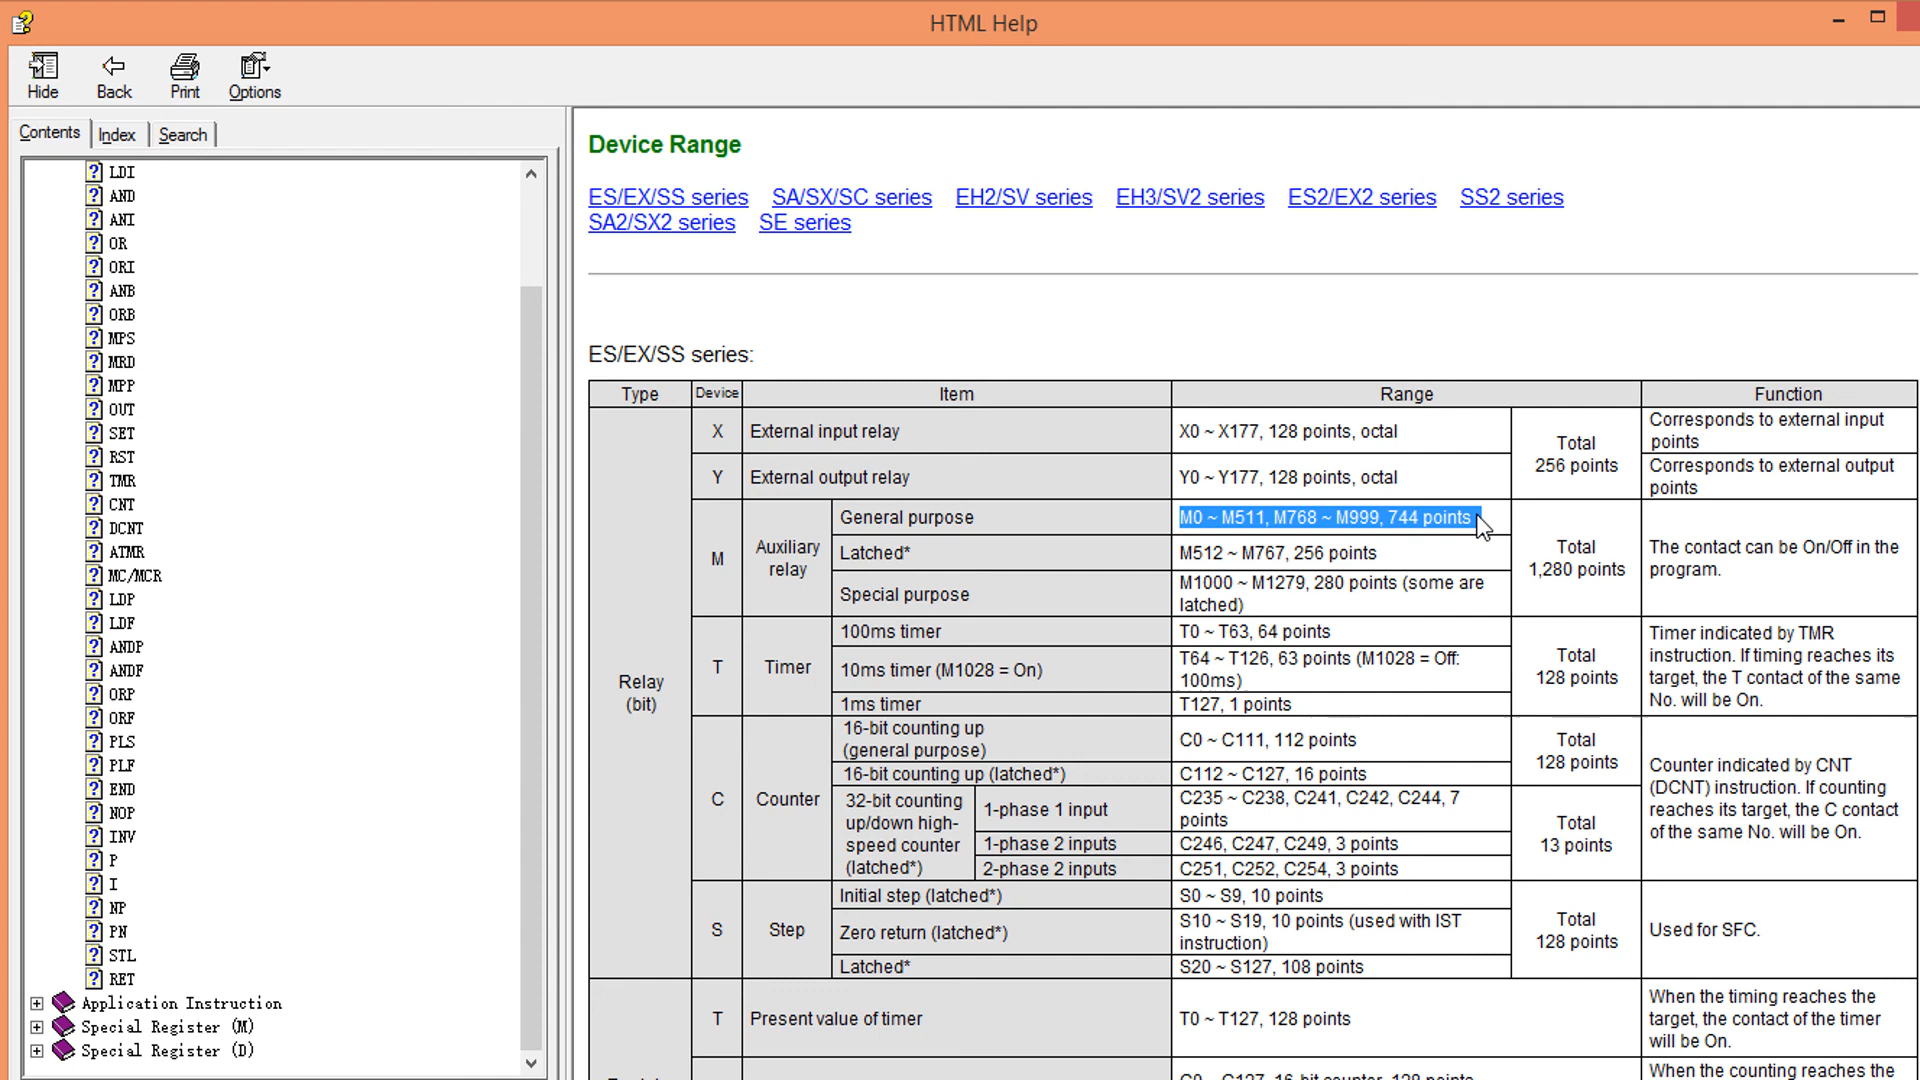 HTML Help
Hide Back Print Options
Contents Index Search
LDI
AND
ANI
OR
ORI
ANB
ORB
MPS
MRD
MPP
OUT
SET
RST
TMR
CNT
DCNT
ATMR
MC/MCR
LDP
LDF
ANDP
ANDF
ORP
ORF
PLS
PLF
END
NOP
INV
P
I
NP
PN
STL
RET
Application Instruction
Special Register (M)
Special Register (D)
Device Range
ES/EX/SS series SA/SX/SC series EH2/SV series EH3/SV2 series ES2/EX2 series SS2 series
SA2/SX2 series SE series
ES/EX/SS series:
Type Device Item Range Function
Relay
(bit)
X External input relay X0 ~ X177, 128 points, octal
Total
256 points
Corresponds to external input
points
Y External output relay Y0 ~ Y177, 128 points, octal
Corresponds to external output
points
M
Auxiliary
relay
General purpose M0 ~ M511, M768 ~ M999, 744 points
Latched* M512 ~ M767, 256 points
Special purpose M1000 ~ M1279, 280 points (some are
latched)
Total
1,280 points
The contact can be On/Off in the
program.
T Timer
100ms timer T0 ~ T63, 64 points
10ms timer (M1028 = On) T64 ~ T126, 63 points (M1028 = Off:
100ms)
1ms timer T127, 1 points
Total
128 points
Timer indicated by TMR
instruction. If timing reaches its
target, the T contact of the same
No. will be On.
C Counter
16-bit counting up
(general purpose)
C0 ~ C111, 112 points
16-bit counting up (latched*) C112 ~ C127, 16 points
Total
128 points
32-bit counting
up/down high-
speed counter
(latched*)
1-phase 1 input C235 ~ C238, C241, C242, C244, 7
points
1-phase 2 inputs C246, C247, C249, 3 points
2-phase 2 inputs C251, C252, C254, 3 points
Total
13 points
Counter indicated by CNT
(DCNT) instruction. If counting
reaches its target, the C contact
of the same No. will be On.
S Step
Initial step (latched*) S0 ~ S9, 10 points
Zero return (latched*) S10 ~ S19, 10 points (used with IST
instruction)
Latched* S20 ~ S127, 108 points
Total
128 points
Used for SFC.
T Present value of timer T0 ~ T127, 128 points
When the timing reaches the
target, the contact of the timer
will be On.
C0 ~ C127, 16-bit counter, 128 points
When the counting reaches the